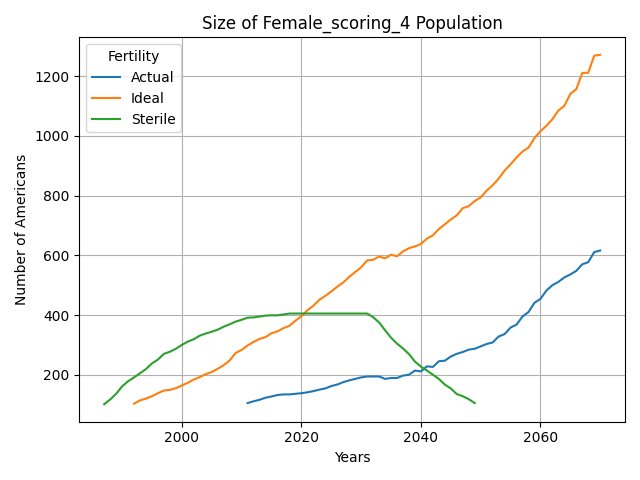 Size of Female_scoring_4 Population
Fertility
Actual
Ideal
Sterile
Number of Americans
1200
1000
800
600
400
200
2000
2020
2040
2060
Years